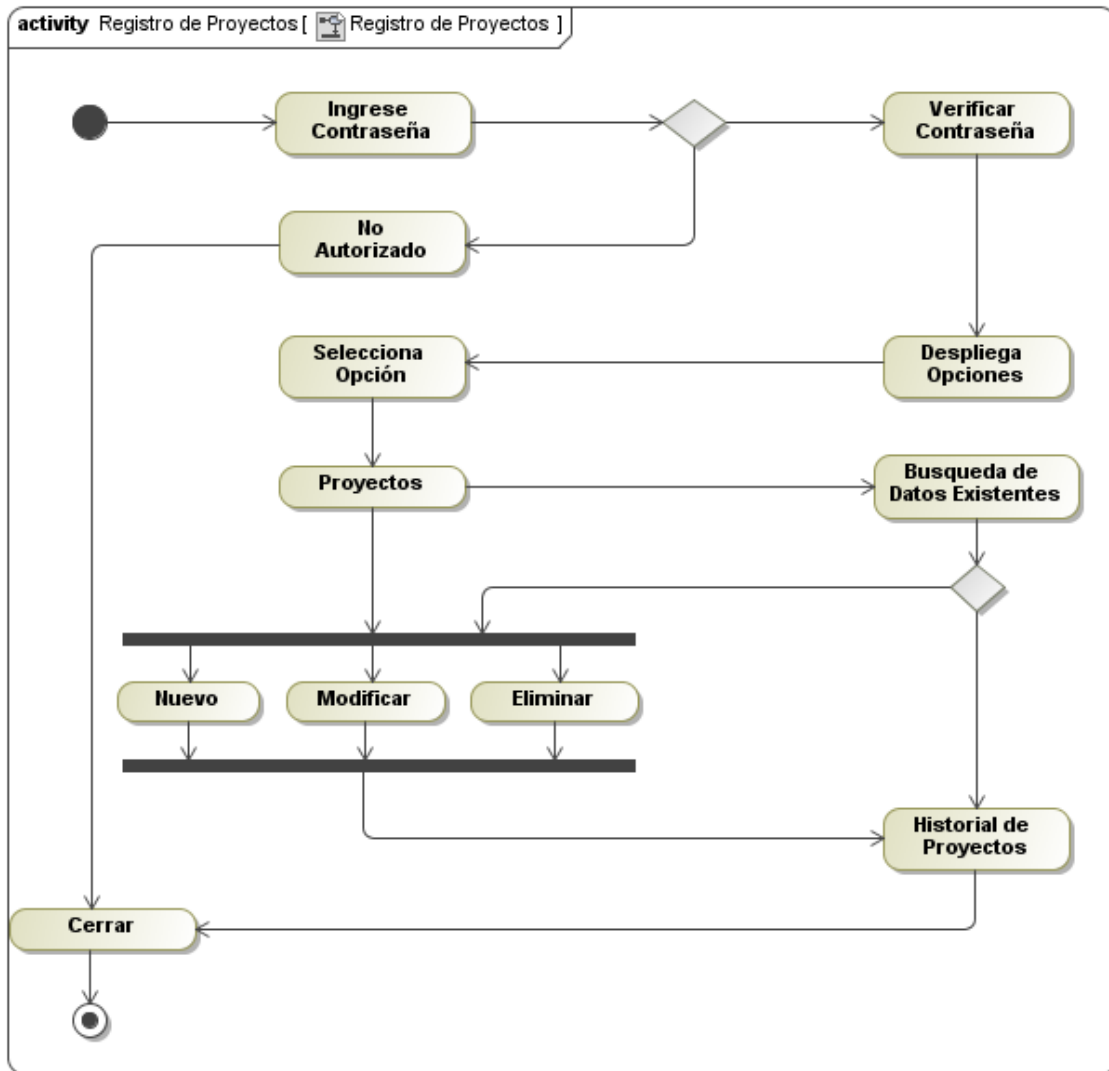 activity Registro de Proyectos [ Registro de Proyectos ]
Ingrese
Contraseña
Verificar
Contraseña
No
Autorizado
Selecciona
Opción
Despliega
Opciones
Proyectos
Busqueda de
Datos Existentes
Nuevo
Modificar
Eliminar
Historial de
Proyectos
Cerrar